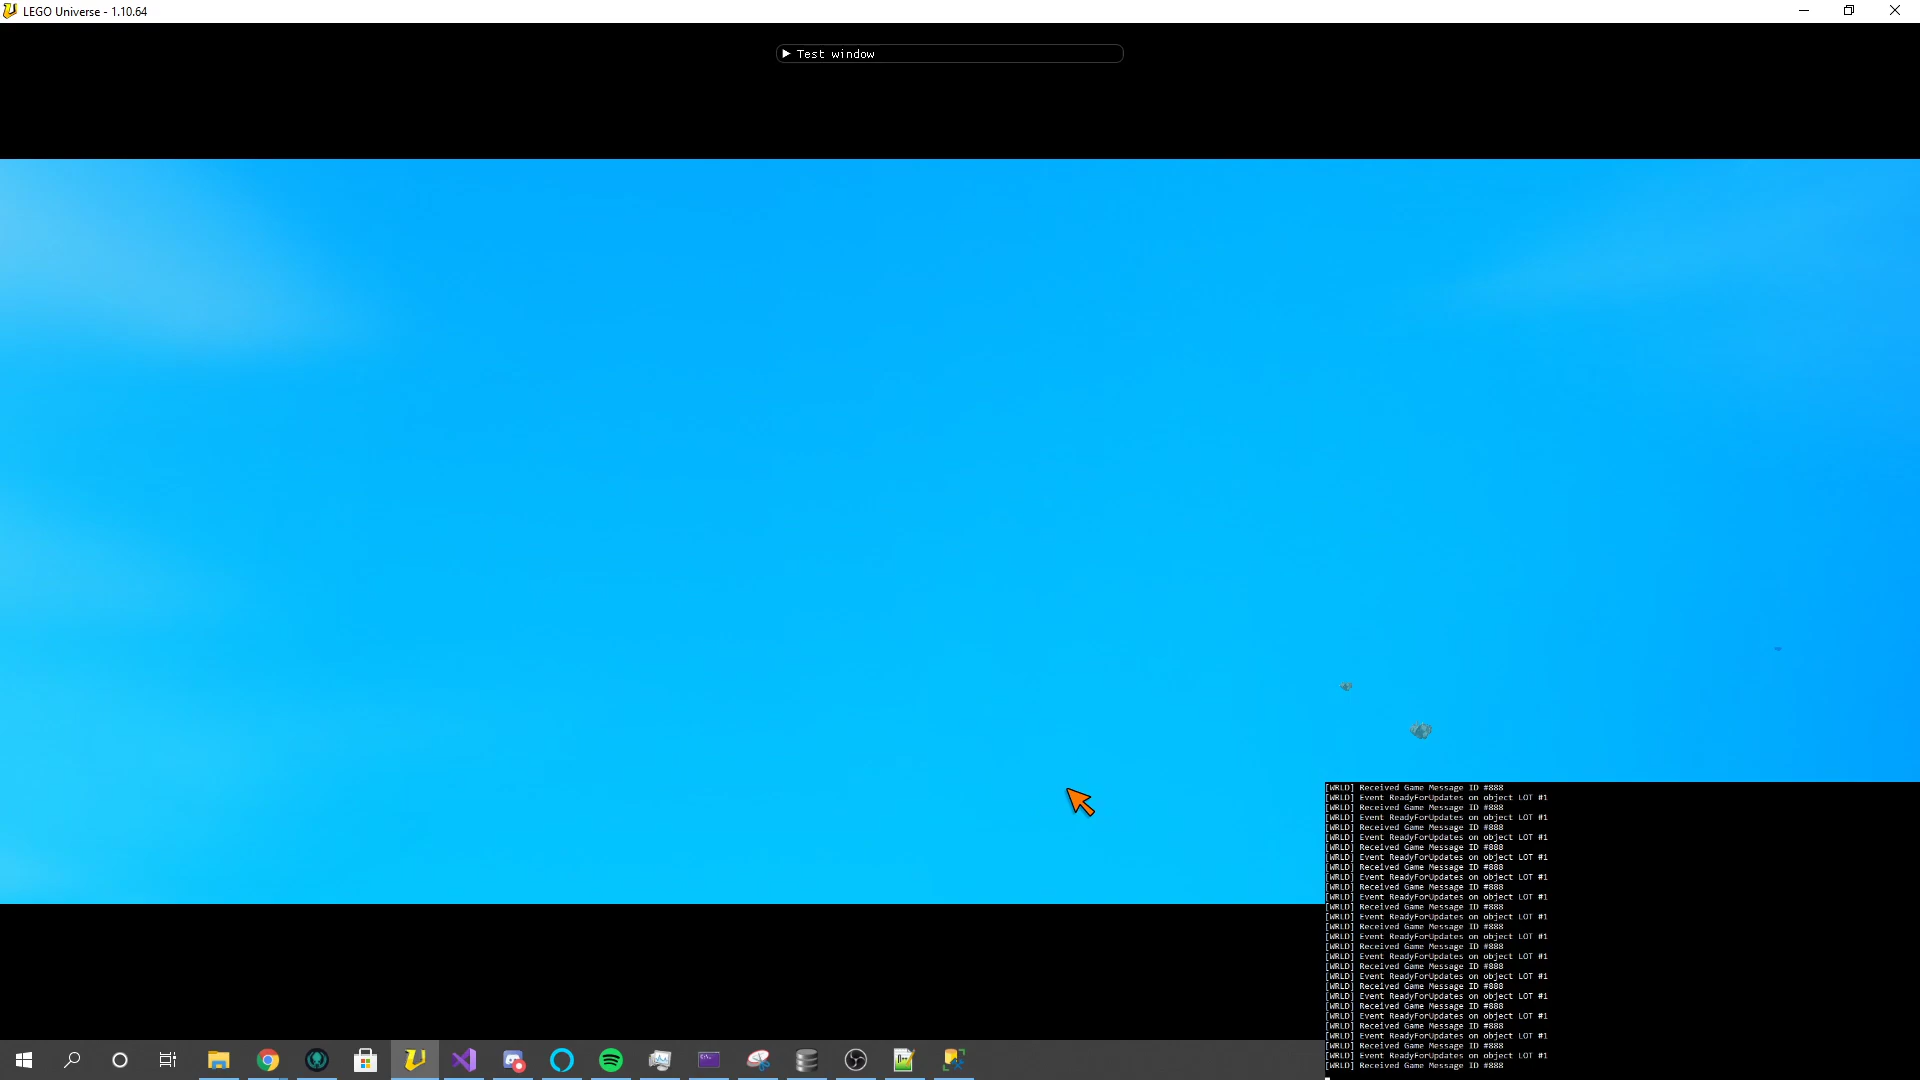 LEGO Universe - 1.10.64
Test window
[WRLD] Received Game Message ID #888
[WRLD] Event ReadyForUpdates on object LOT #1
[WRLD] Received Game Message ID #888
[WRLD] Event ReadyForUpdates on object LOT #1
[WRLD] Received Game Message ID #888
[WRLD] Event ReadyForUpdates on object LOT #1
[WRLD] Received Game Message ID #888
[WRLD] Event ReadyForUpdates on object LOT #1
[WRLD] Received Game Message ID #888
[WRLD] Event ReadyForUpdates on object LOT #1
[WRLD] Received Game Message ID #888
[WRLD] Event ReadyForUpdates on object LOT #1
[WRLD] Received Game Message ID #888
[WRLD] Event ReadyForUpdates on object LOT #1
[WRLD] Received Game Message ID #888
[WRLD] Event ReadyForUpdates on object LOT #1
[WRLD] Received Game Message ID #888
[WRLD] Event ReadyForUpdates on object LOT #1
[WRLD] Received Game Message ID #888
[WRLD] Event ReadyForUpdates on object LOT #1
[WRLD] Received Game Message ID #888
[WRLD] Event ReadyForUpdates on object LOT #1
[WRLD] Received Game Message ID #888
[WRLD] Event ReadyForUpdates on object LOT #1
[WRLD] Received Game Message ID #888
[WRLD] Event ReadyForUpdates on object LOT #1
[WRLD] Received Game Message ID #888
[WRLD] Event ReadyForUpdates on object LOT #1
[WRLD] Received Game Message ID #888